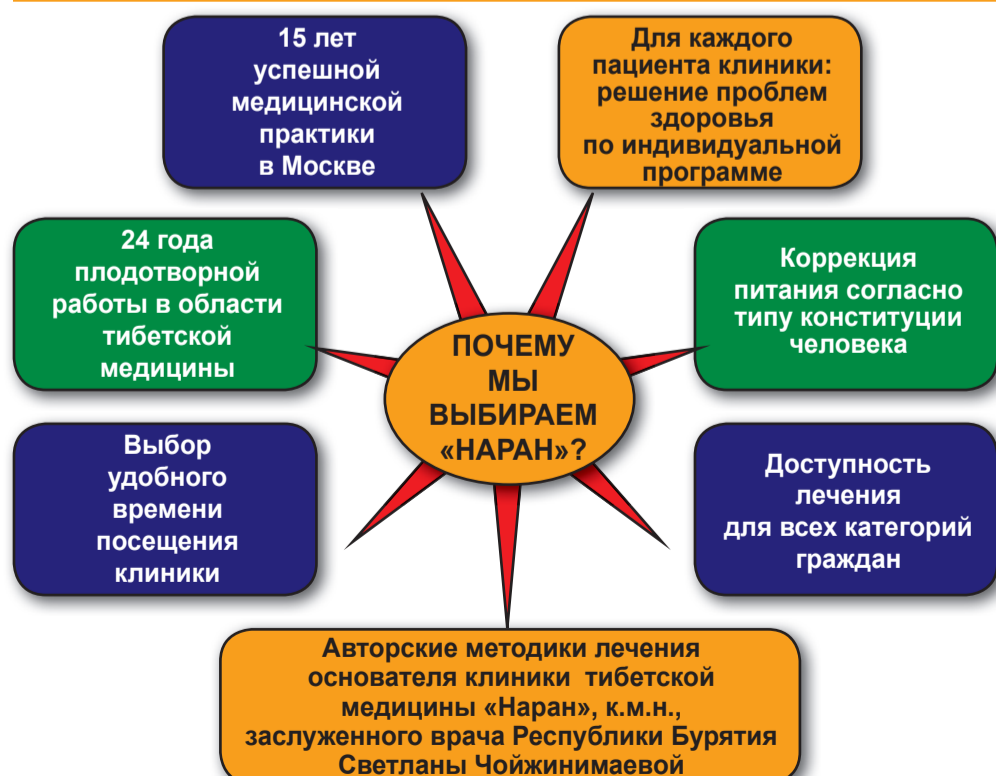 15 лет
успешной
медицинской
практики
в Москве
Для каждого
пациента клиники:
решение проблем
здоровья
по индивидуальной
программе
24 года
плодотворной
работы в области
тибетской
медицины
Коррекция
питания согласно
типу конституции
человека
ПОЧЕМУ
МЫ
ВЫБИРАЕМ
«НАРАН»?
Выбор
удобного
времени
посещения
клиники
Доступность
лечения
для всех категорий
граждан
Авторские методики лечения
основателя клиники тибетской
медицины «Наран», к.м.н.,
заслуженного врача Республики Бурятия
Светланы Чойжинимаевой